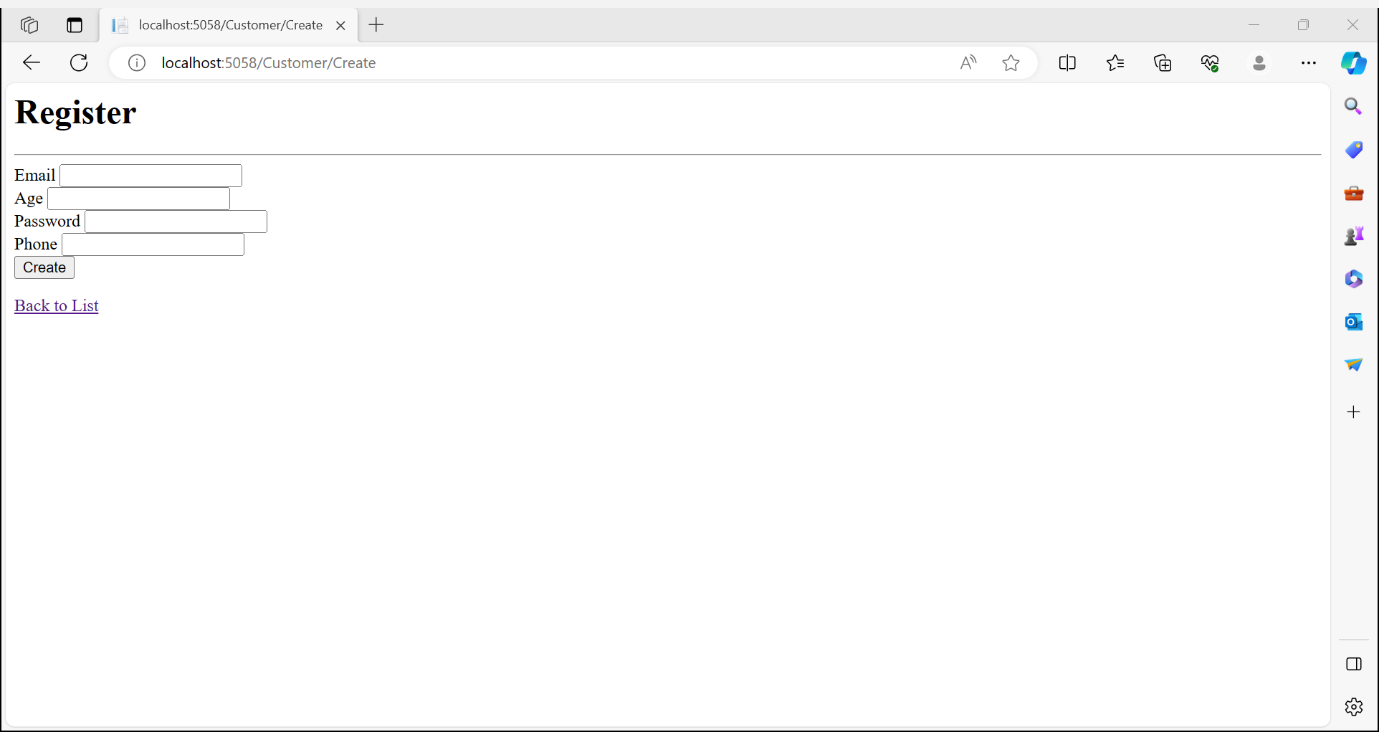 localhost:5058/Customer/Create
localhost:5058/Customer/Create
Register
Email
Age
Password
Phone
Create
Back to List